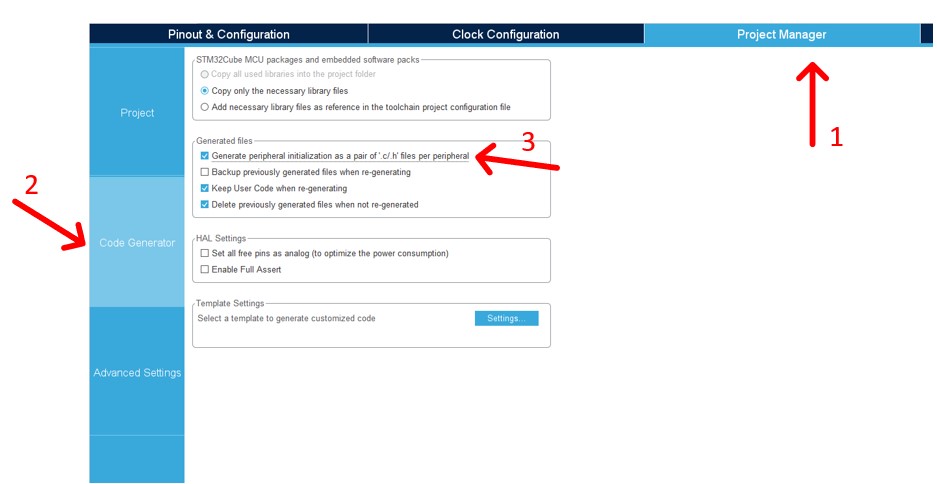 Pinout & Configuration
Clock Configuration
Project Manager
1
Project
STM32Cube MCU packages and embedded software packs
Copy all used libraries into the project folder
Copy only the necessary library files
Add necessary library files as reference in the toolchain project configuration file
Generated files
3
Generate peripheral initialization as a pair of '.c/.h' files per peripheral
Backup previously generated files when re-generating
Keep User Code when re-generating
Delete previously generated files when not re-generated
2
Code Generator
HAL Settings
Set all free pins as analog (to optimize the power consumption)
Enable Full Assert
Template Settings
Select a template to generate customized code
Settings...
Advanced Settings